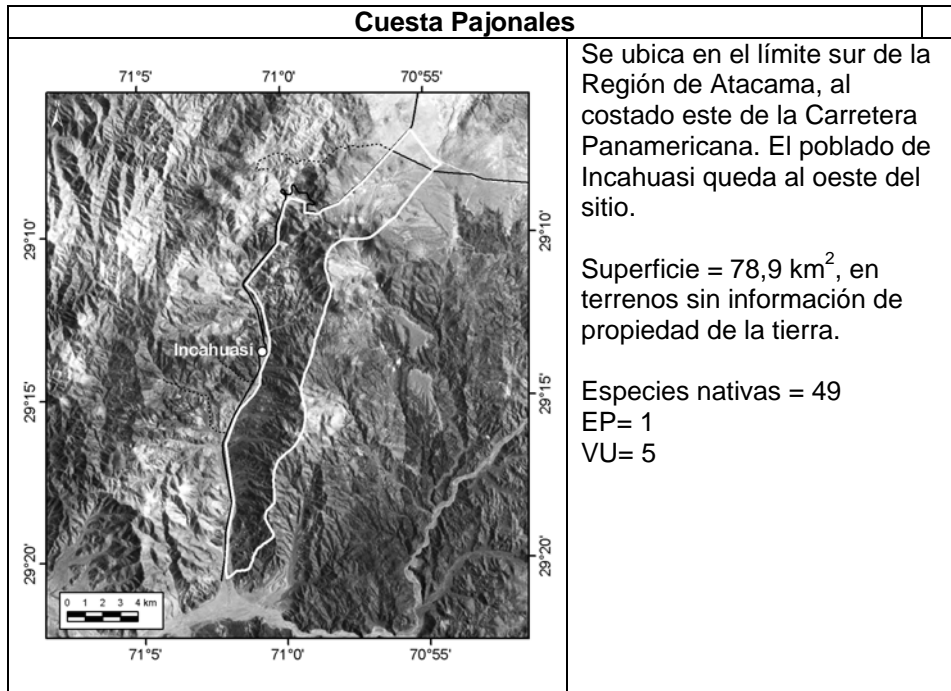 Cuesta Pajonales
71°5' 71°0' 70°55'
29°10' 29°10'
Incahuasi
29°15' 29°15'
29°20' 29°20'
0 1 2 3 4 km
71°5' 71°0' 70°55'
Se ubica en el límite sur de la
Región de Atacama, al
costado este de la Carretera
Panamericana. El poblado de
Incahuasi queda al oeste del
sitio.
Superficie = 78,9 km², en
terrenos sin información de
propiedad de la tierra.
Especies nativas = 49
EP= 1
VU= 5